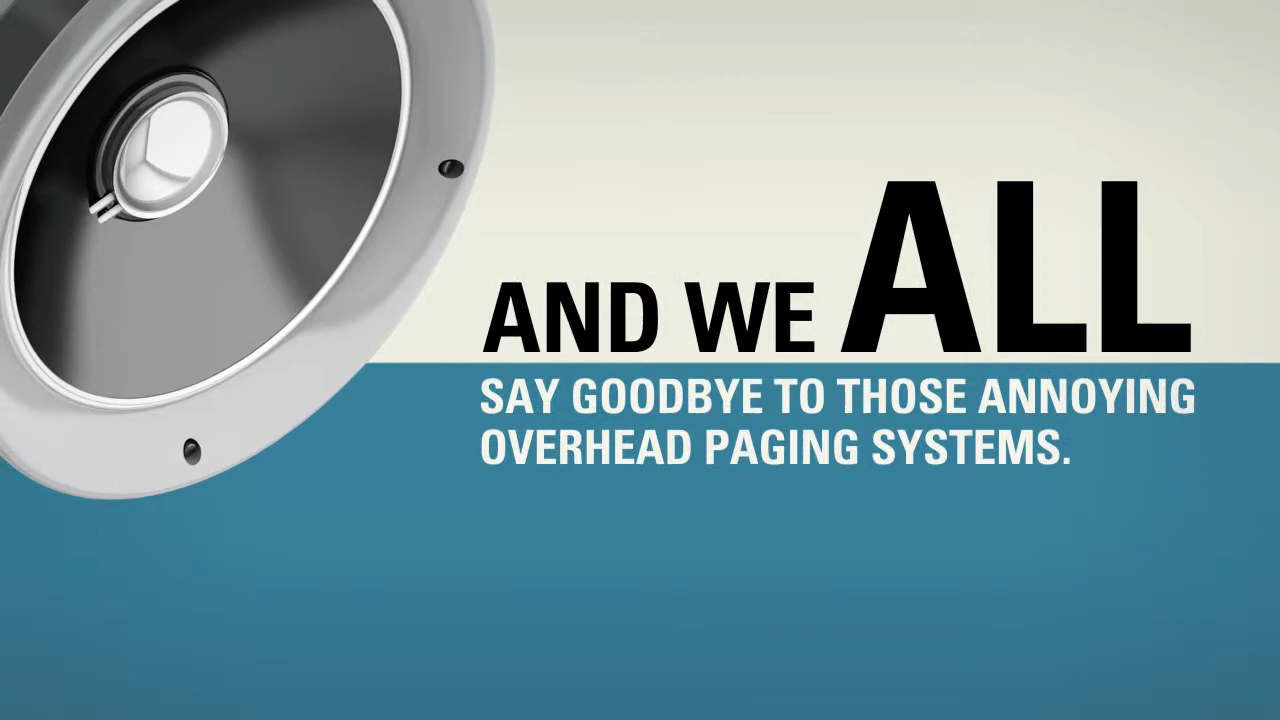 AND WE ALL
SAY GOODBYE TO THOSE ANNOYING
OVERHEAD PAGING SYSTEMS.